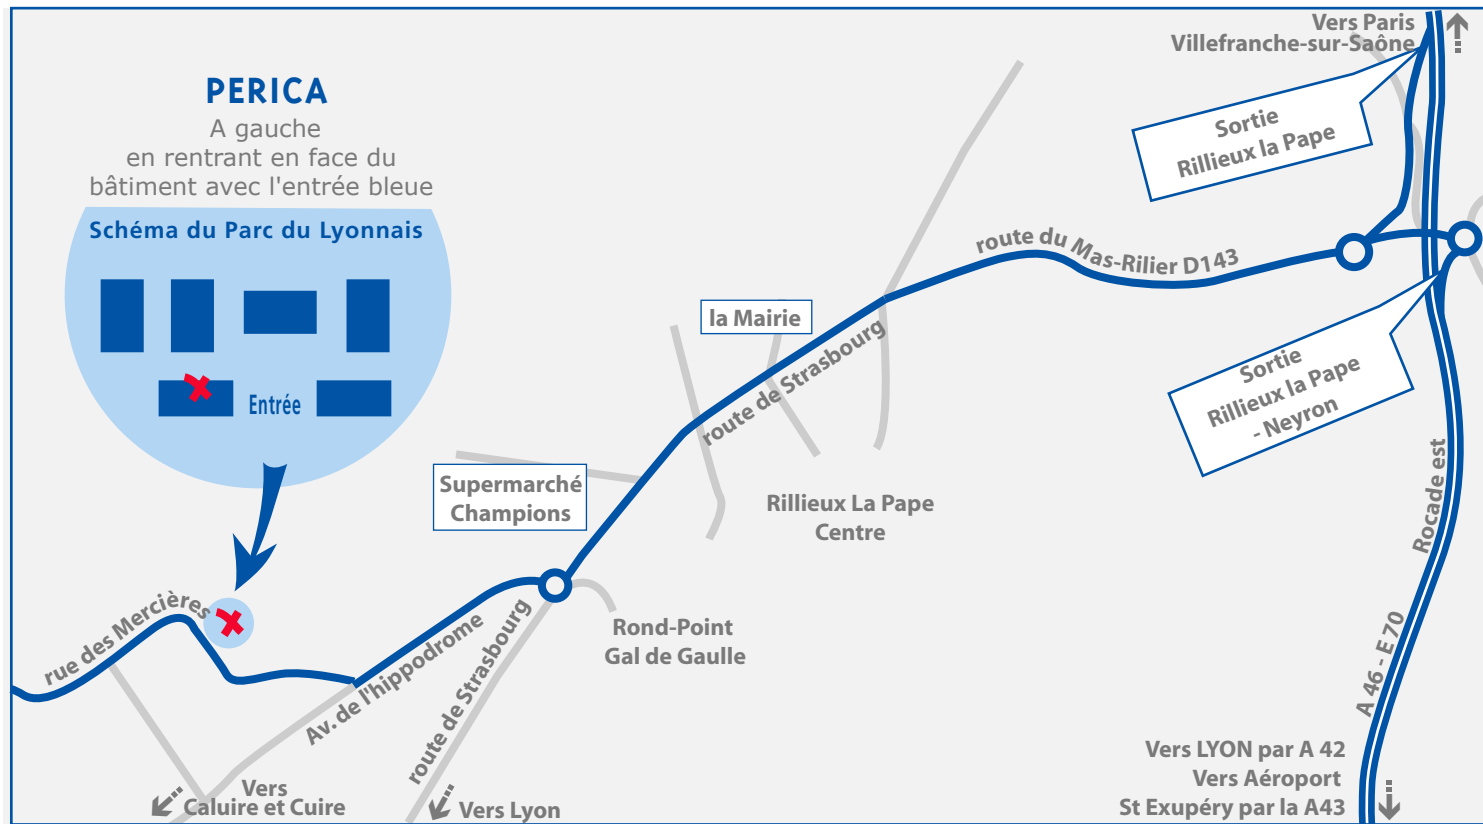 Vers Paris
Villefranche-sur-Saône
PERICA
A gauche
en rentrant en face du
bâtiment avec l'entrée bleue
Schéma du Parc du Lyonnais
Entrée
Sortie
Rillieux la Pape
route du Mas-Rilier D143
la Mairie
route de Strasbourg
Sortie
Rillieux la Pape
- Neyron
Supermarché
Champions
Rillieux La Pape
Centre
Rocade est
rue des Mercières
Av. de l'hippodrome
route de Strasbourg
Rond-Point
Gal de Gaulle
A 46 - E 70
Vers
Caluire et Cuire
Vers Lyon
Vers LYON par A 42
Vers Aéroport
St Exupéry par la A43